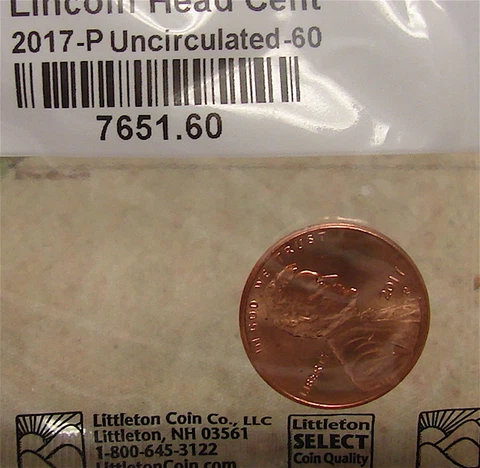 Lincoln Head Cent
2017-P Uncirculated-60
7651.60
IN GOD WE TRUST
LIBERTY
2017
P
Littleton Coin Co., LLC
Littleton, NH 03561
1-800-645-3122
LittletonCoin.com
Littleton
SELECT
Coin Quality